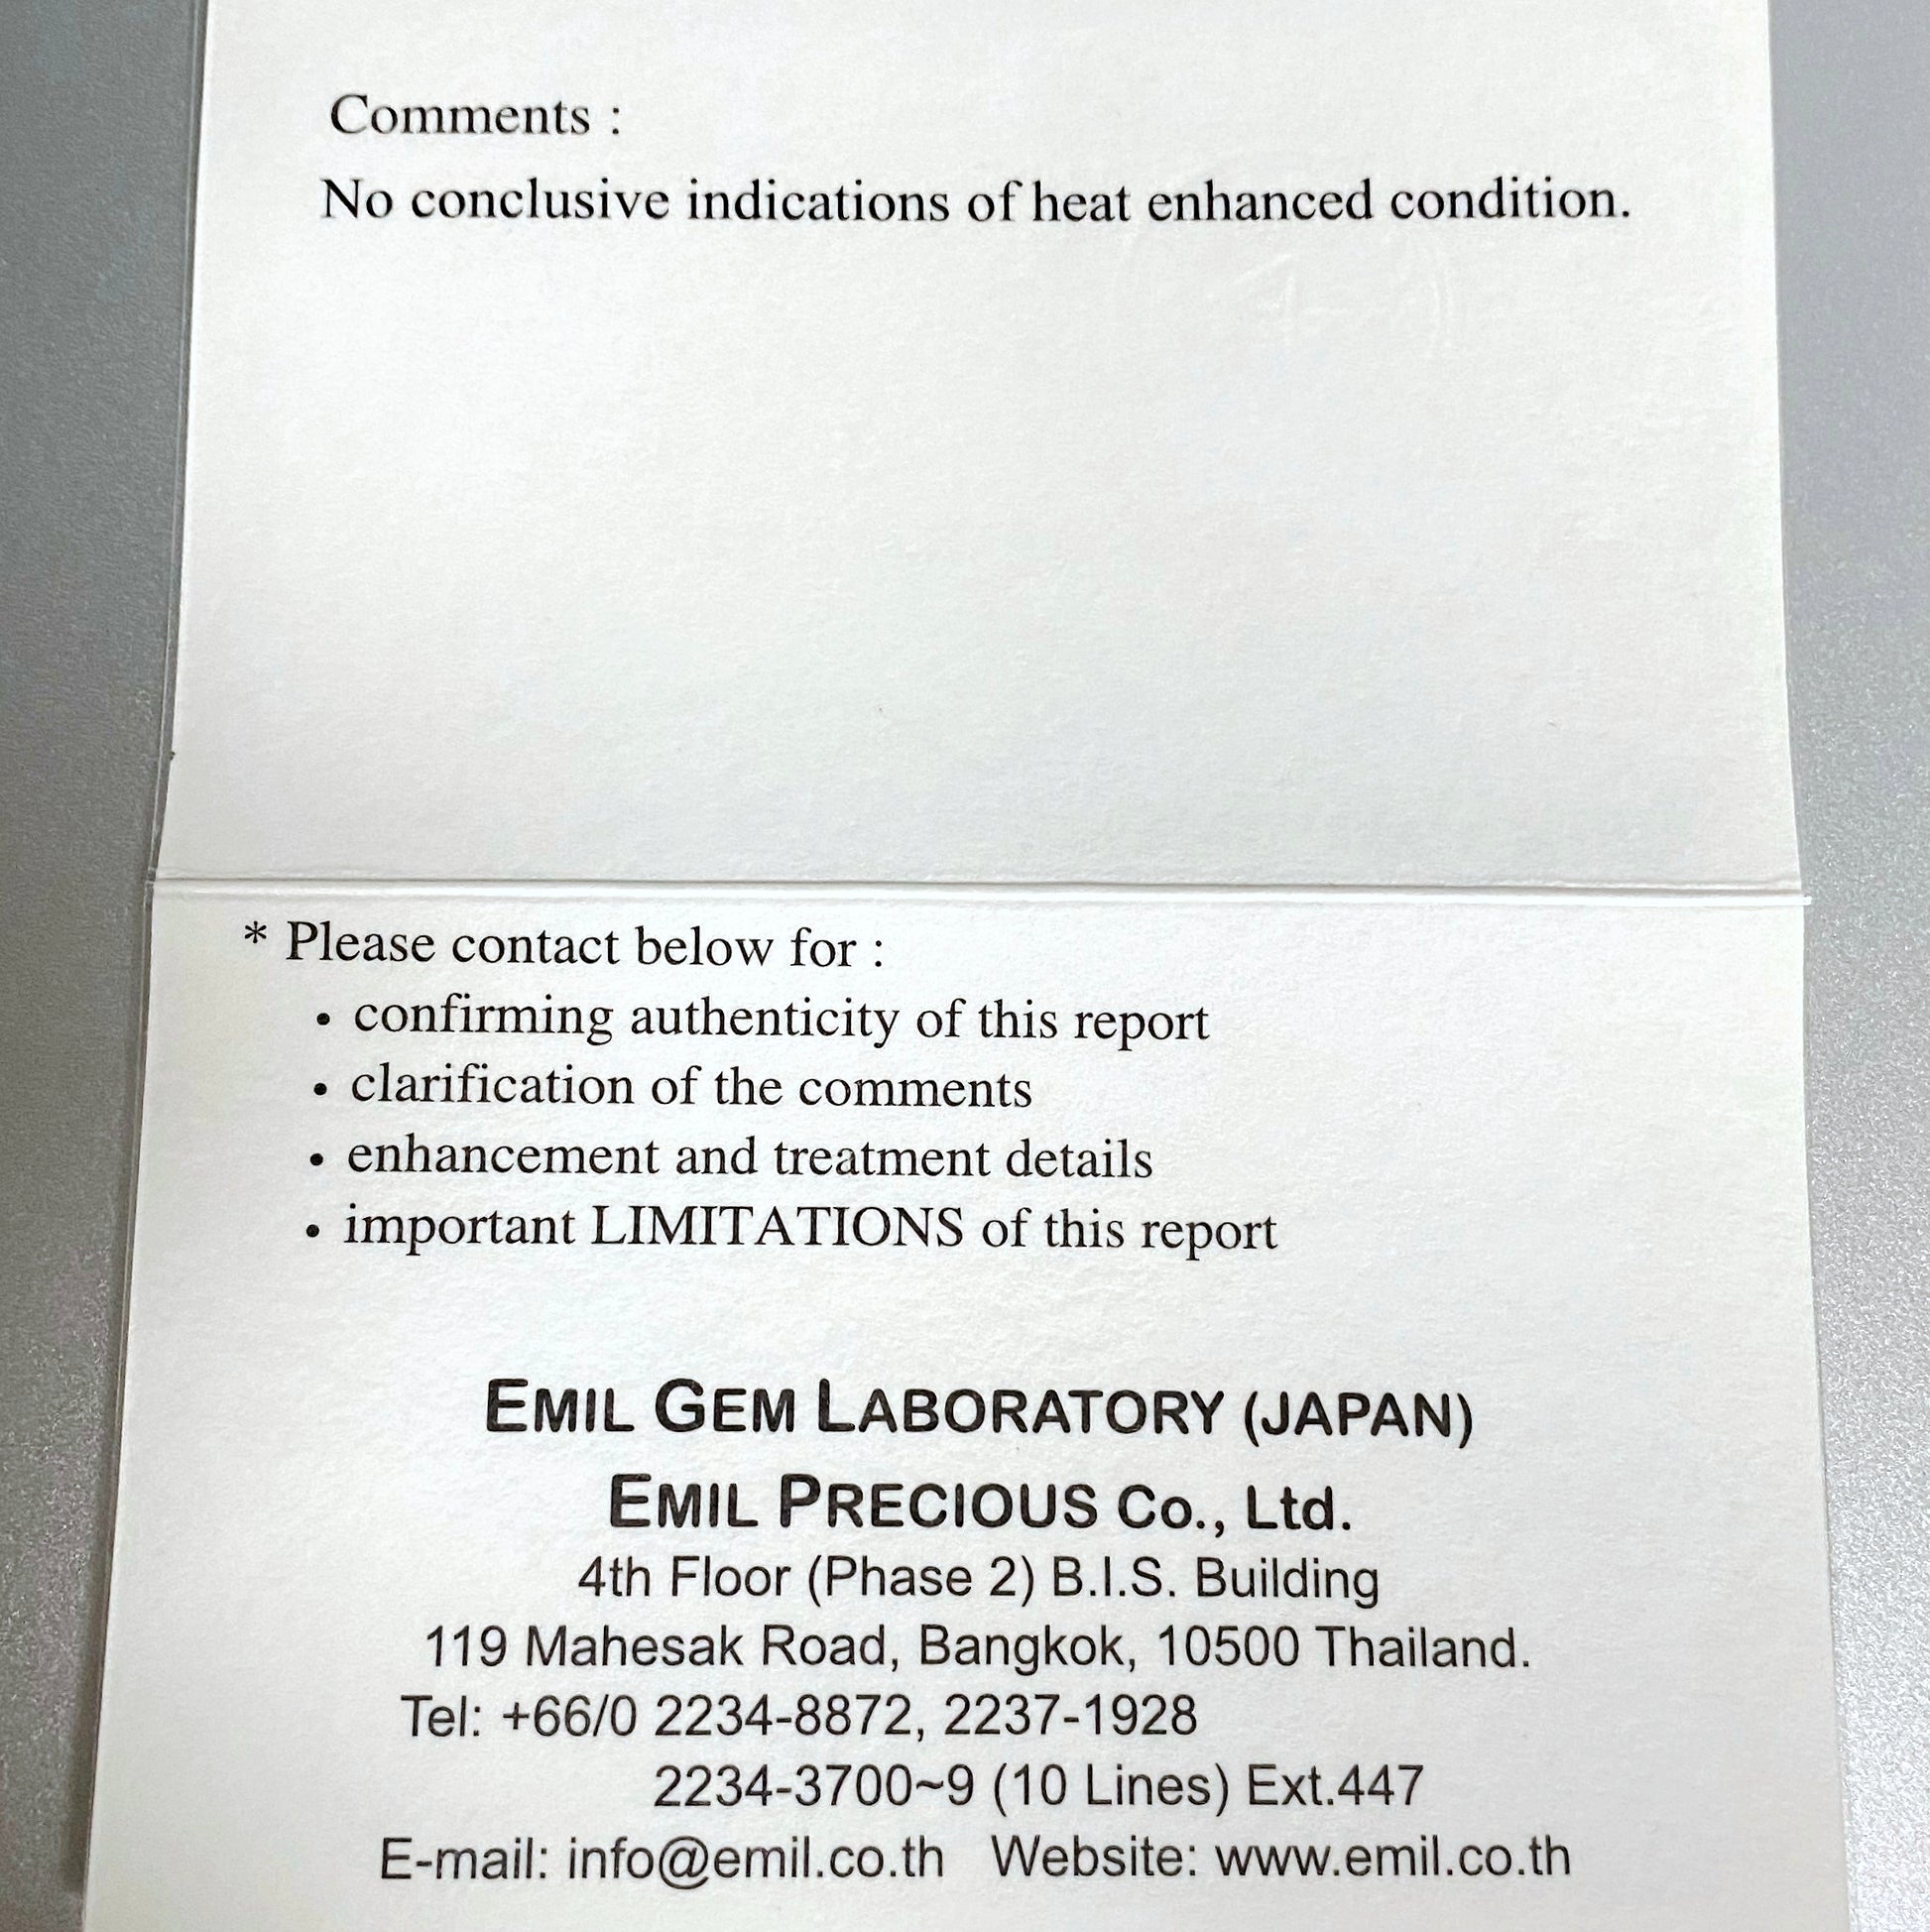 Comments :
No conclusive indications of heat enhanced condition.
* Please contact below for :
• confirming authenticity of this report
• clarification of the comments
• enhancement and treatment details
• important LIMITATIONS of this report
EMIL GEM LABORATORY (JAPAN)
EMIL PRECIOUS Co., Ltd.
4th Floor (Phase 2) B.I.S. Building
119 Mahesak Road, Bangkok, 10500 Thailand.
Tel: +66/0 2234-8872, 2237-1928
2234-3700~9 (10 Lines) Ext.447
E-mail: info@emil.co.th Website: www.emil.co.th